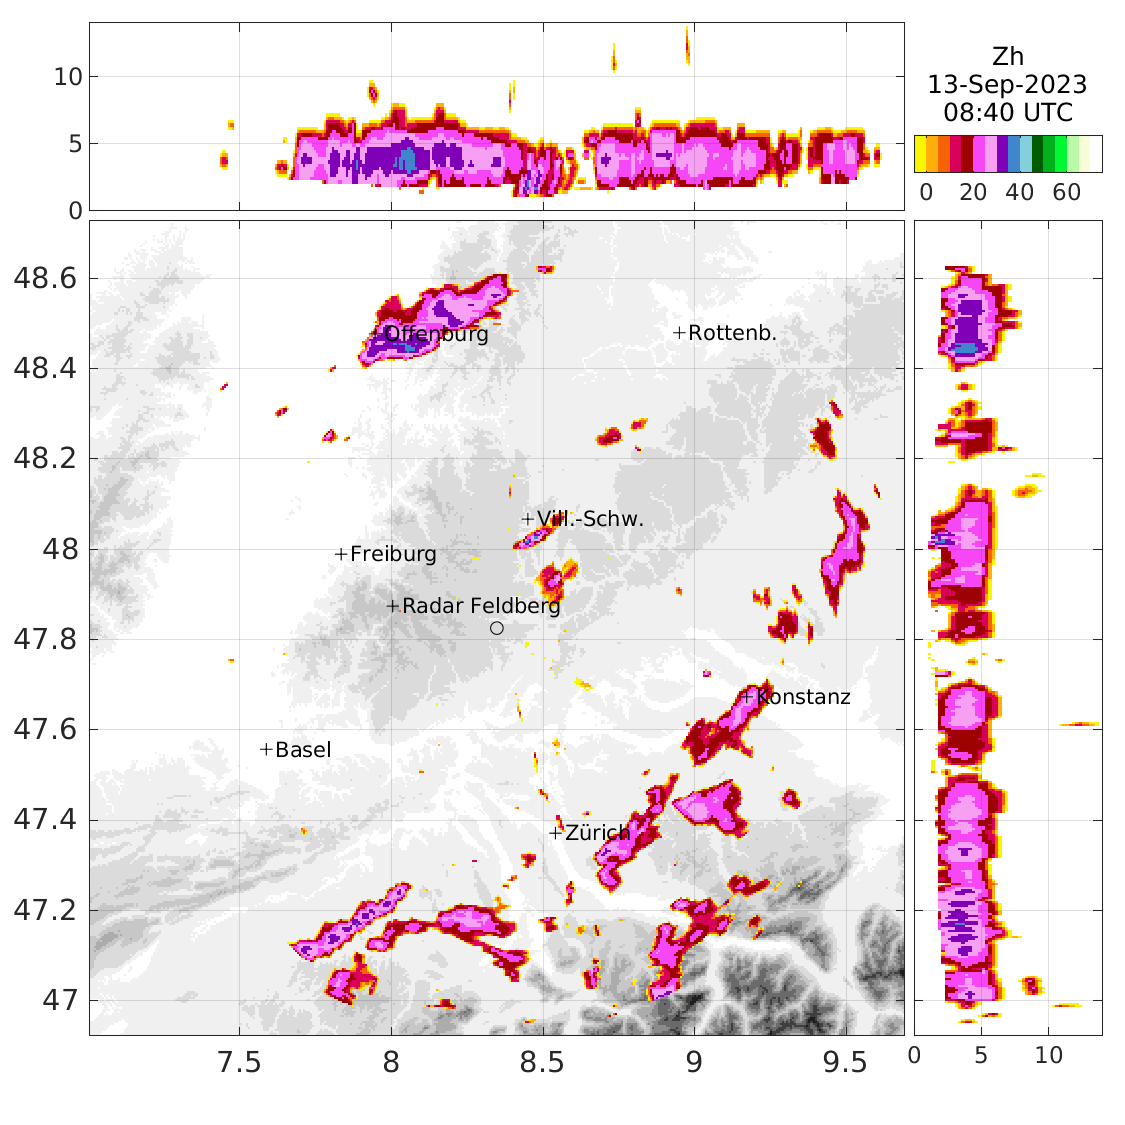 10
5
0
Zh
13-Sep-2023
08:40 UTC
0 20 40 60
48.6
48.4
48.2
48
47.8
47.6
47.4
47.2
47
+Offenburg
+Rottenb.
+Vill.-Schw.
+Freiburg
+Radar Feldberg
+Konstanz
+Basel
+Zürich
7.5 8 8.5 9 9.5
0 5 10